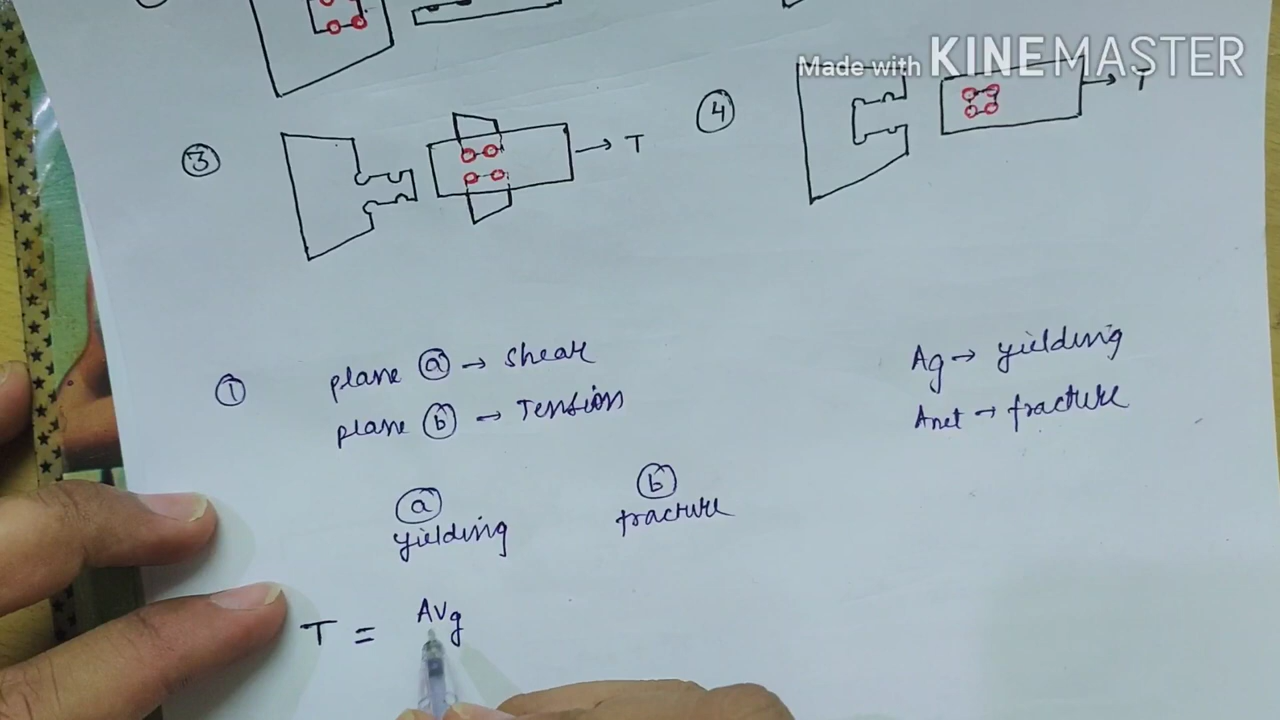 Made with KINEMASTER
③ T
④ T
① plane ⓐ → shear
plane ⓑ → Tension
Ag → yielding
Anet → fracture
ⓐ
yielding
ⓑ
fracture
T = AVg